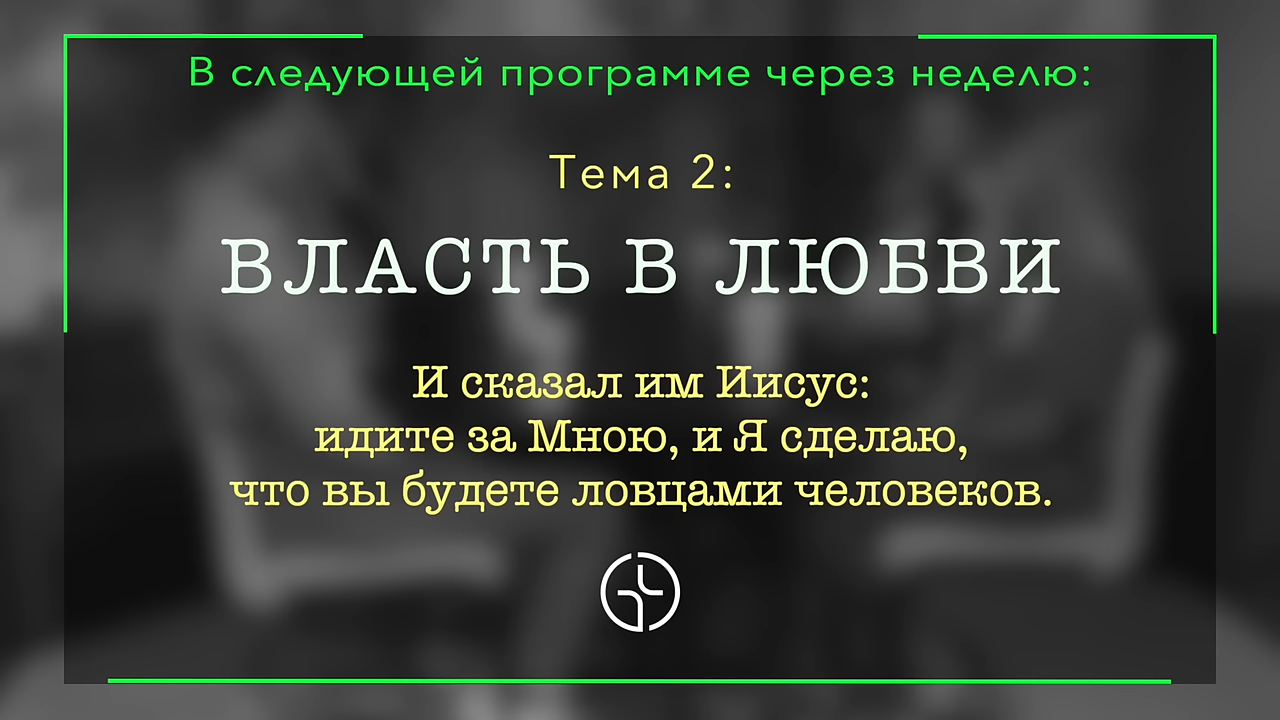 В следующей программе через неделю:
Тема 2:
ВЛАСТЬ В ЛЮБВИ
И сказал им Иисус:
идите за Мною, и Я сделаю,
что вы будете ловцами человеков.